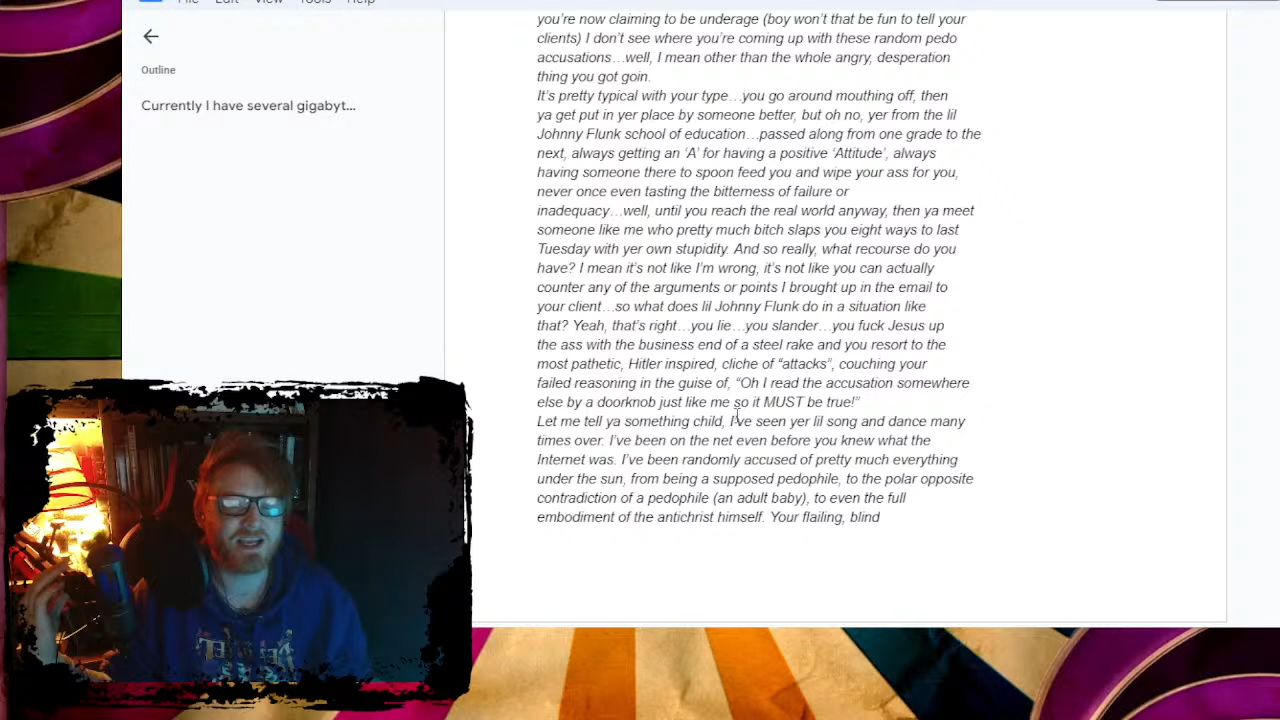 File Edit View Tools Help
Outline
Currently I have several gigabyt...
you're now claiming to be underage (boy won't that be fun to tell your
clients) I don't see where you're coming up with these random pedo
accusations…well, I mean other than the whole angry, desperation
thing you got goin.
It's pretty typical with your type…you go around mouthing off, then
ya get put in yer place by someone better, but oh no, yer from the lil
Johnny Flunk school of education…passed along from one grade to the
next, always getting an 'A' for having a positive 'Attitude', always
having someone there to spoon feed you and wipe your ass for you,
never once even tasting the bitterness of failure or
inadequacy…well, until you reach the real world anyway, then ya meet
someone like me who pretty much bitch slaps you eight ways to last
Tuesday with yer own stupidity. And so really, what recourse do you
have? I mean it's not like I'm wrong, it's not like you can actually
counter any of the arguments or points I brought up in the email to
your client…so what does lil Johnny Flunk do in a situation like
that? Yeah, that's right…you lie…you slander…you fuck Jesus up
the ass with the business end of a steel rake and you resort to the
most pathetic, Hitler inspired, cliche of "attacks", couching your
failed reasoning in the guise of, "Oh I read the accusation somewhere
else by a doorknob just like me so it MUST be true!"
Let me tell ya something child, I've seen yer lil song and dance many
times over. I've been on the net even before you knew what the
Internet was. I've been randomly accused of pretty much everything
under the sun, from being a supposed pedophile, to the polar opposite
contradiction of a pedophile (an adult baby), to even the full
embodiment of the antichrist himself. Your flailing, blind